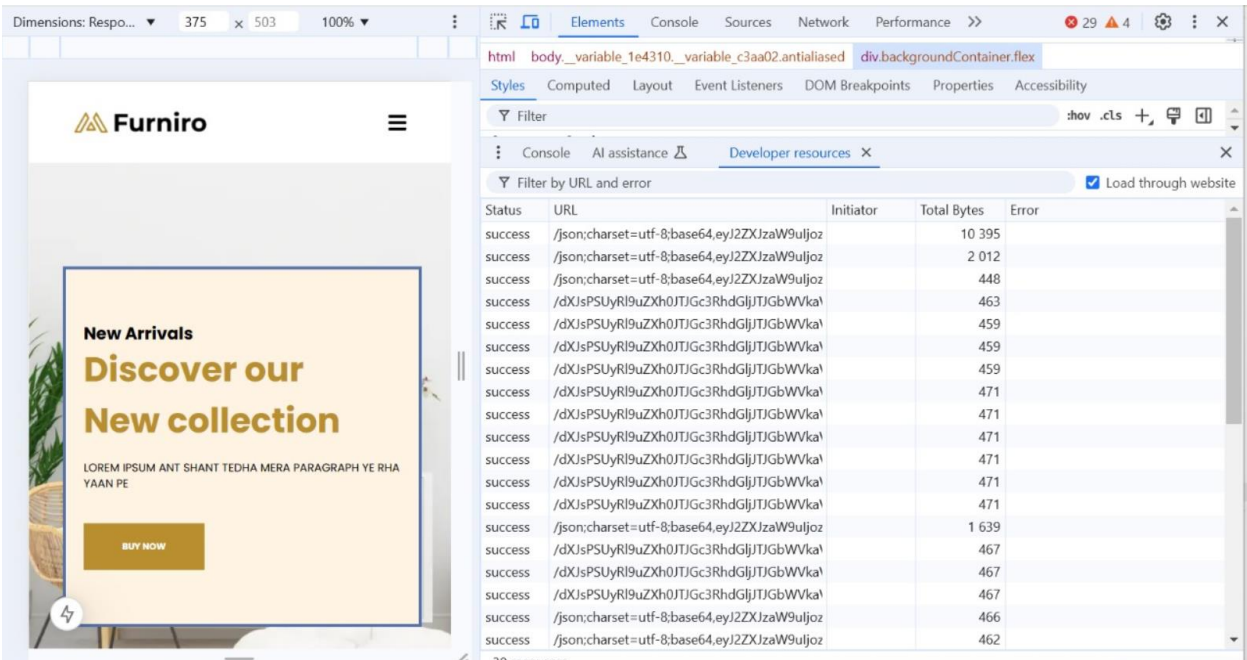 Dimensions: Respo... ▼ 375 × 503 100% ▼
Elements Console Sources Network Performance >> 29 4
html body.__variable_1e4310.__variable_c3aa02.antialiased div.backgroundContainer.flex
Styles Computed Layout Event Listeners DOM Breakpoints Properties Accessibility
Filter :hov .cls
Console AI assistance Developer resources ×
Filter by URL and error Load through website
Status URL Initiator Total Bytes Error
success /json;charset=utf-8;base64,eyJ2ZXJzaW9uIjoz 10 395
success /json;charset=utf-8;base64,eyJ2ZXJzaW9uIjoz 2 012
success /json;charset=utf-8;base64,eyJ2ZXJzaW9uIjoz 448
success /dXJsPSUyRl9uZXh0JTJGc3RhdGljJTJGbWVka 463
success /dXJsPSUyRl9uZXh0JTJGc3RhdGljJTJGbWVka 459
success /dXJsPSUyRl9uZXh0JTJGc3RhdGljJTJGbWVka 459
success /dXJsPSUyRl9uZXh0JTJGc3RhdGljJTJGbWVka 459
success /dXJsPSUyRl9uZXh0JTJGc3RhdGljJTJGbWVka 471
success /dXJsPSUyRl9uZXh0JTJGc3RhdGljJTJGbWVka 471
success /dXJsPSUyRl9uZXh0JTJGc3RhdGljJTJGbWVka 471
success /dXJsPSUyRl9uZXh0JTJGc3RhdGljJTJGbWVka 471
success /dXJsPSUyRl9uZXh0JTJGc3RhdGljJTJGbWVka 471
success /dXJsPSUyRl9uZXh0JTJGc3RhdGljJTJGbWVka 471
success /json;charset=utf-8;base64,eyJ2ZXJzaW9uIjoz 1 639
success /dXJsPSUyRl9uZXh0JTJGc3RhdGljJTJGbWVka 467
success /dXJsPSUyRl9uZXh0JTJGc3RhdGljJTJGbWVka 467
success /dXJsPSUyRl9uZXh0JTJGc3RhdGljJTJGbWVka 467
success /json;charset=utf-8;base64,eyJ2ZXJzaW9uIjoz 466
success /json;charset=utf-8;base64,eyJ2ZXJzaW9uIjoz 462
Furniro
New Arrivals
Discover our
New collection
LOREM IPSUM ANT SHANT TEDHA MERA PARAGRAPH YE RHA
YAAN PE
BUY NOW